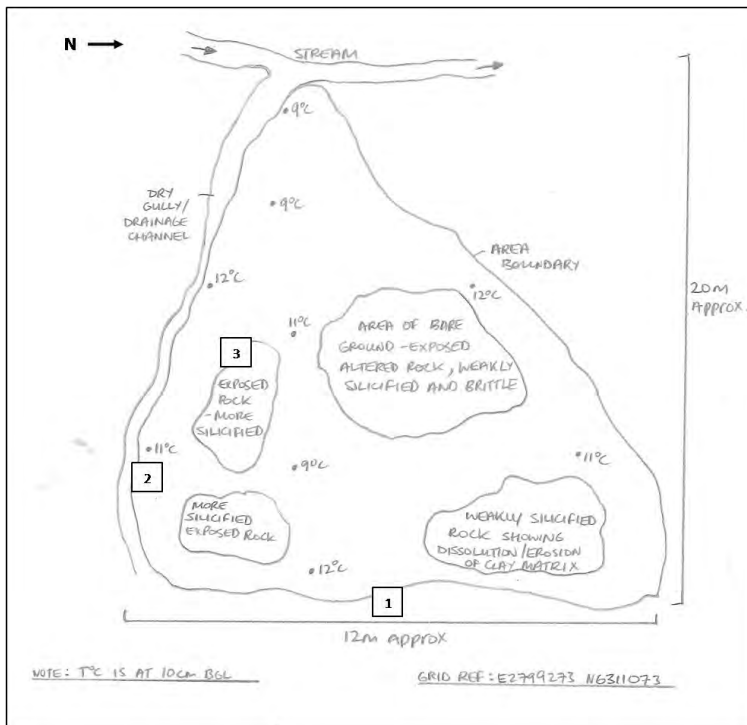 N
STREAM
9°C
9°C
DRY
GULLY/
DRAINAGE
CHANNEL
AREA
BOUNDARY
12°C
12°C
20M
APPROX.
11°C
AREA OF BARE
GROUND - EXPOSED
ALTERED ROCK, WEAKLY
SILICIFIED AND BRITTLE
3
EXPOSED
ROCK
- MORE
SILICIFIED
11°C
11°C
9°C
2
MORE
SILICIFIED
EXPOSED ROCK
WEAKLY SILICIFIED
ROCK SHOWING
DISSOLUTION/EROSION
OF CLAY MATRIX
12°C
1
12M APPROX
NOTE: T°C IS AT 10CM BGL
GRID REF: E2799273 N6311073